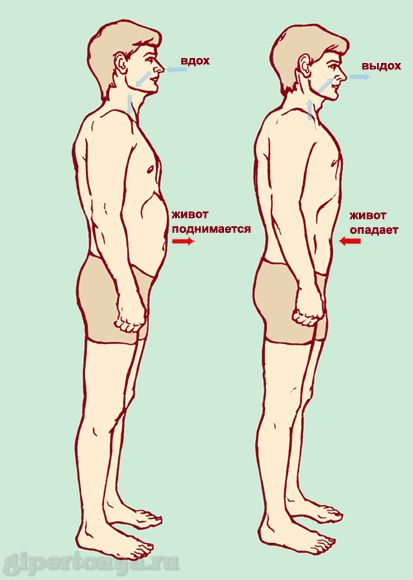 вдох
выдох
живот
поднимается
живот
опадает
gipertonya.ru